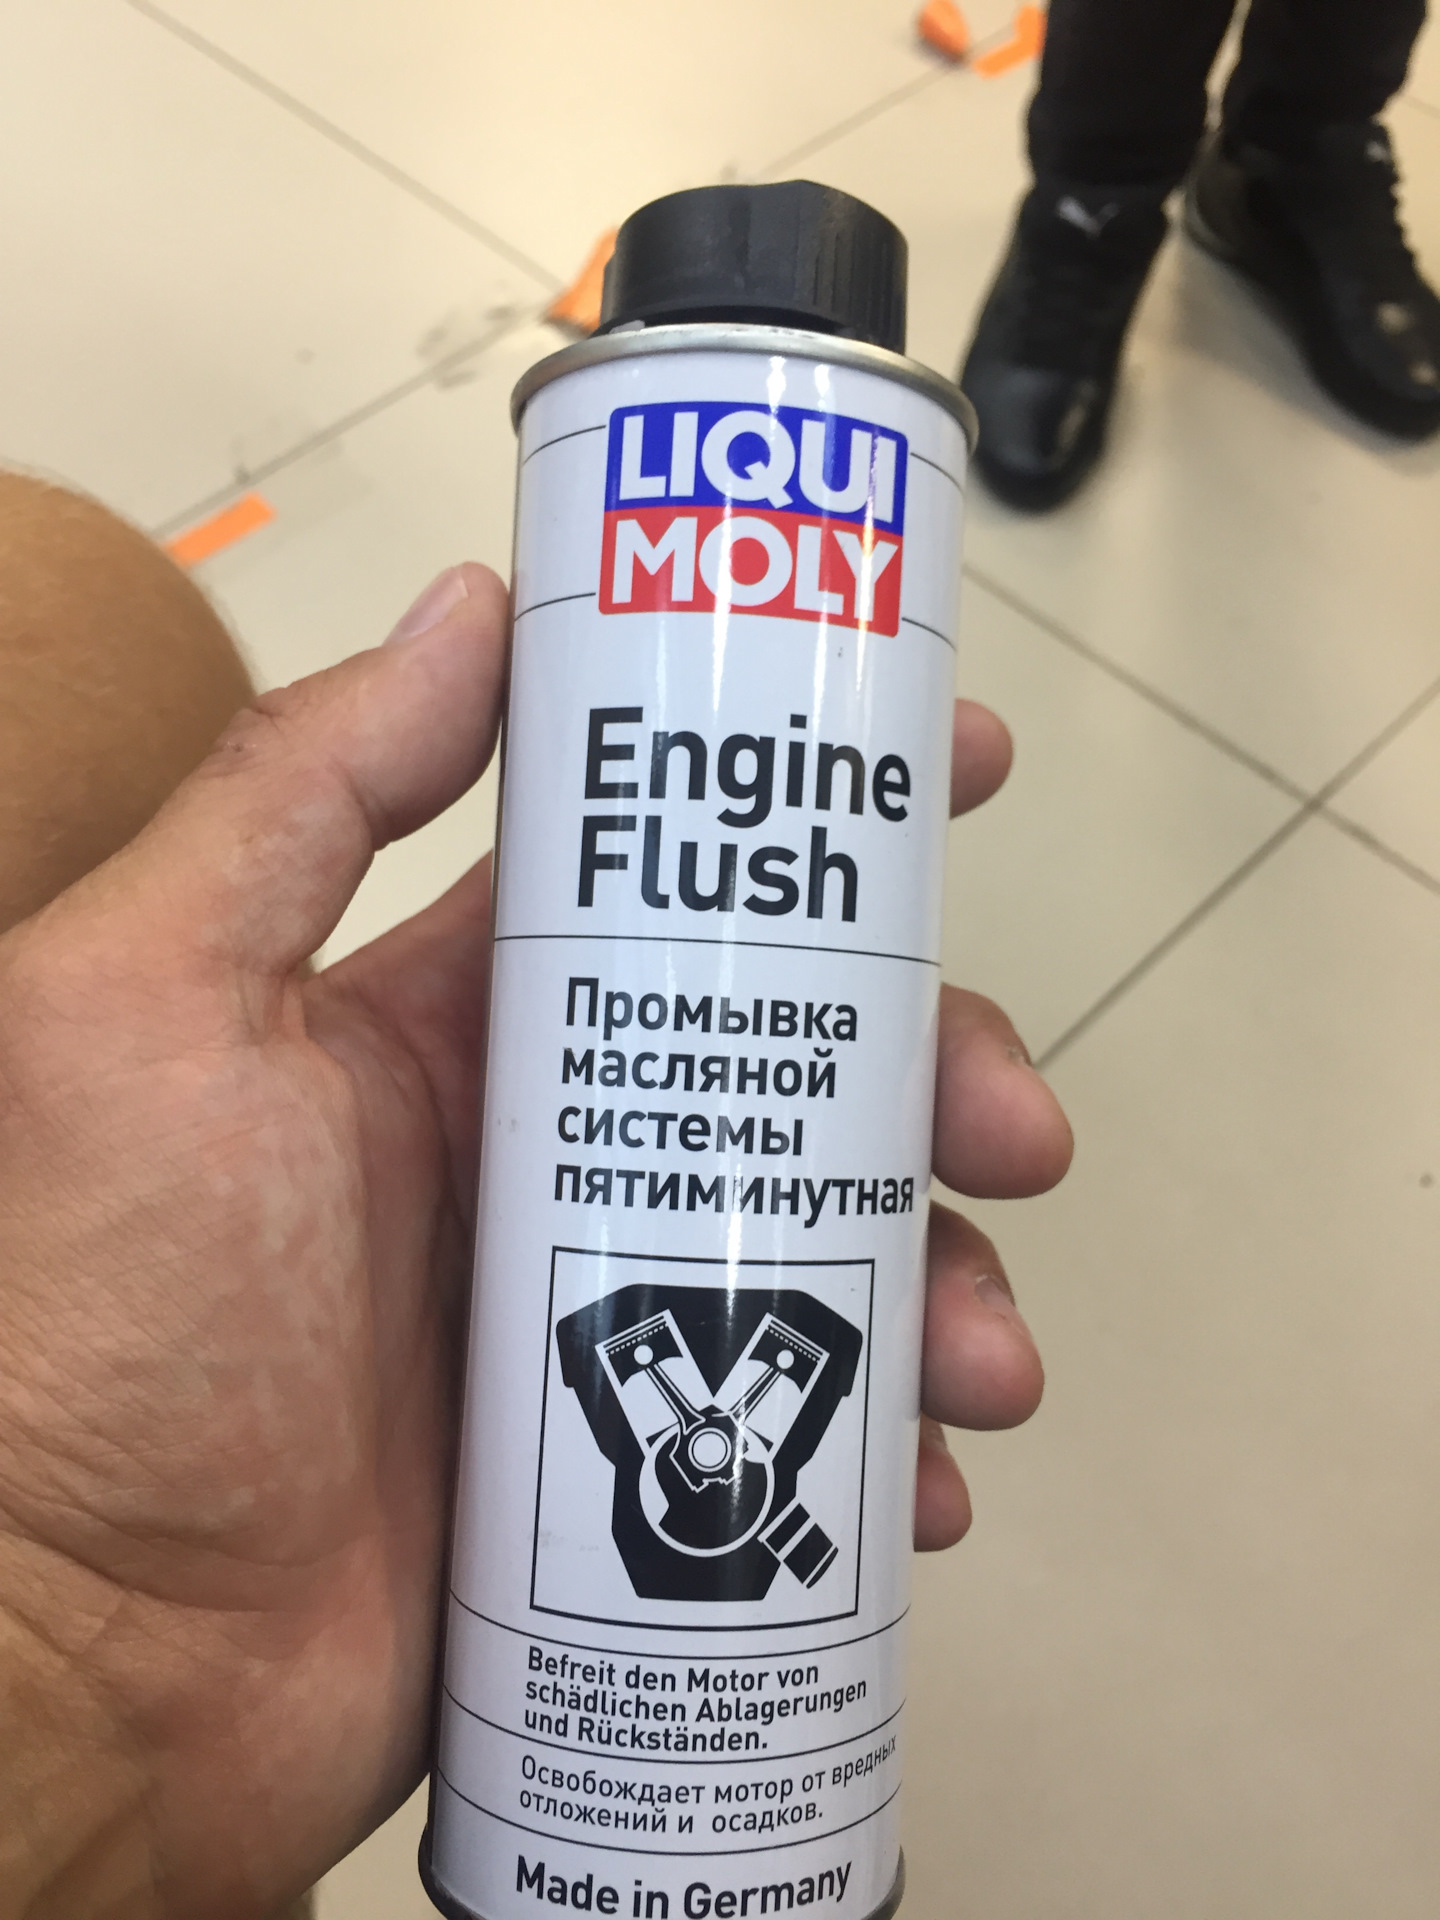 LIQUI
MOLY
Engine
Flush
Промывка
масляной
системы
пятиминутная
Befreit den Motor von
schädlichen Ablagerungen
und Rückständen.
Освобождает мотор от вредных
отложений и осадков.
Made in Germany